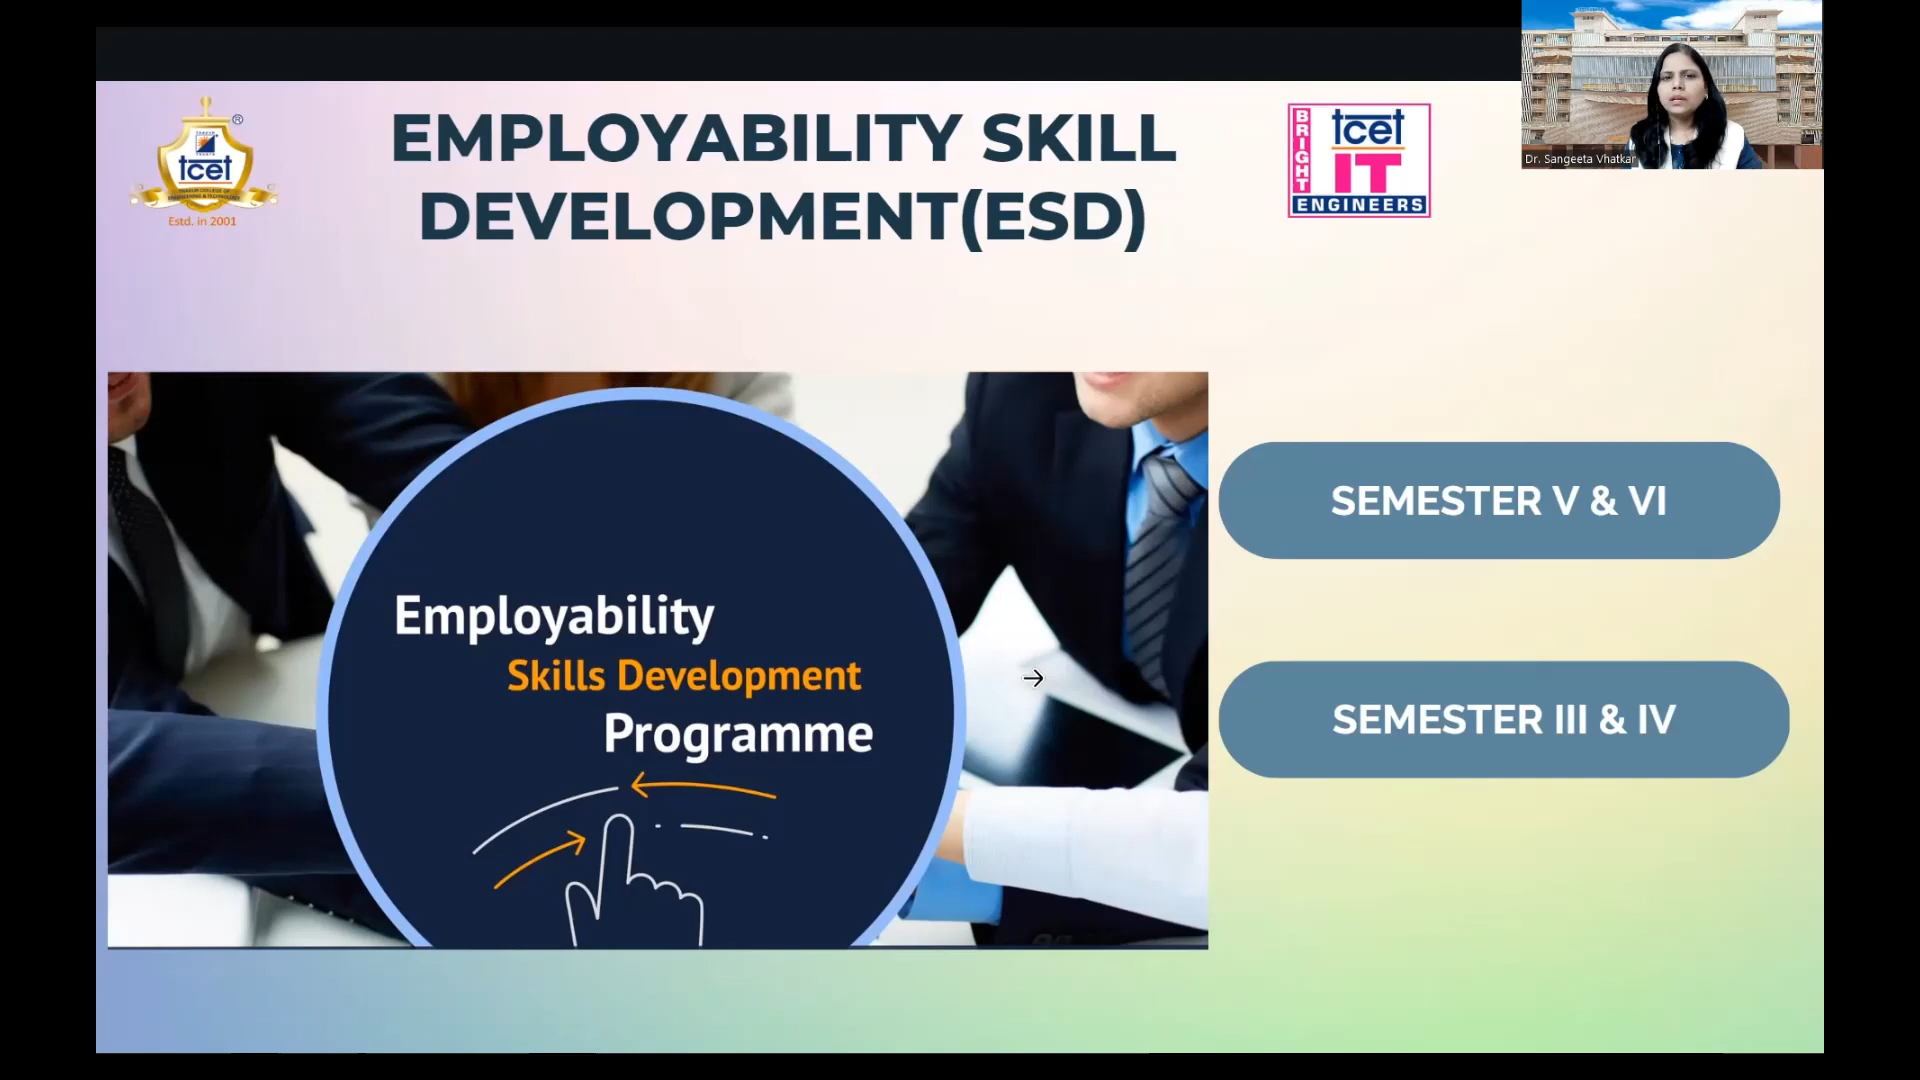 tcet
Estd. in 2001
®
EMPLOYABILITY SKILL
DEVELOPMENT(ESD)
BRIGHT
tcet
IT
ENGINEERS
Dr. Sangeeta Vhatkar
Employability
Skills Development
Programme
SEMESTER V & VI
SEMESTER III & IV